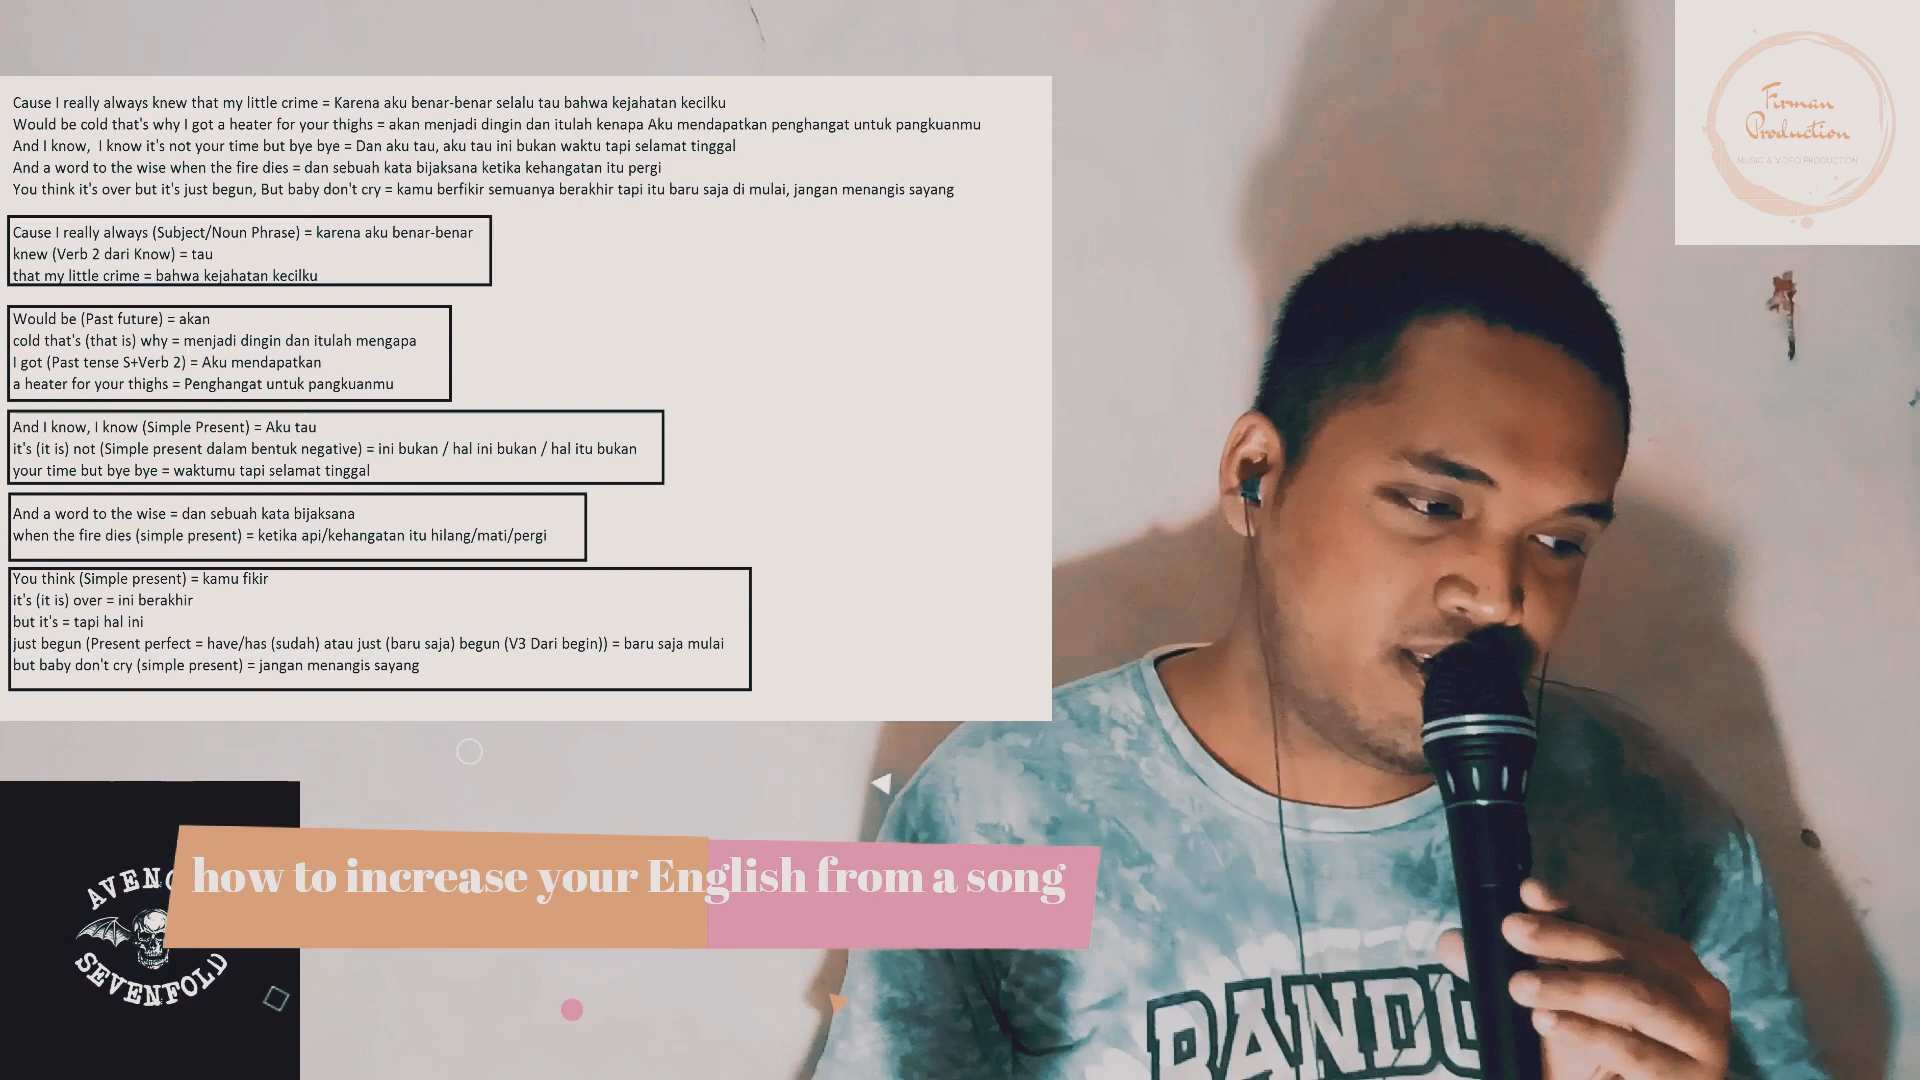 Cause I really always knew that my little crime = Karena aku benar-benar selalu tau bahwa kejahatan kecilku
Would be cold that's why I got a heater for your thighs = akan menjadi dingin dan itulah kenapa Aku mendapatkan penghangat untuk pangkuanmu
And I know,  I know it's not your time but bye bye = Dan aku tau, aku tau ini bukan waktu tapi selamat tinggal
And a word to the wise when the fire dies = dan sebuah kata bijaksana ketika kehangatan itu pergi
You think it's over but it's just begun, But baby don't cry = kamu berfikir semuanya berakhir tapi itu baru saja di mulai, jangan menangis sayang
Cause I really always (Subject/Noun Phrase) = karena aku benar-benar
knew (Verb 2 dari Know) = tau
that my little crime = bahwa kejahatan kecilku
Would be (Past future) = akan
cold that's (that is) why = menjadi dingin dan itulah mengapa
I got (Past tense S+Verb 2) = Aku mendapatkan
a heater for your thighs = Penghangat untuk pangkuanmu
And I know, I know (Simple Present) = Aku tau
it's (it is) not (Simple present dalam bentuk negative) = ini bukan / hal ini bukan / hal itu bukan
your time but bye bye = waktumu tapi selamat tinggal
And a word to the wise = dan sebuah kata bijaksana
when the fire dies (simple present) = ketika api/kehangatan itu hilang/mati/pergi
You think (Simple present) = kamu fikir
it's (it is) over = ini berakhir
but it's = tapi hal ini
just begun (Present perfect = have/has (sudah) atau just (baru saja) begun (V3 Dari begin)) = baru saja mulai
but baby don't cry (simple present) = jangan menangis sayang
Firman
Production
MUSIC & VIDEO PRODUCTION
how to increase your English from a song
AVENG
SEVENFOLD